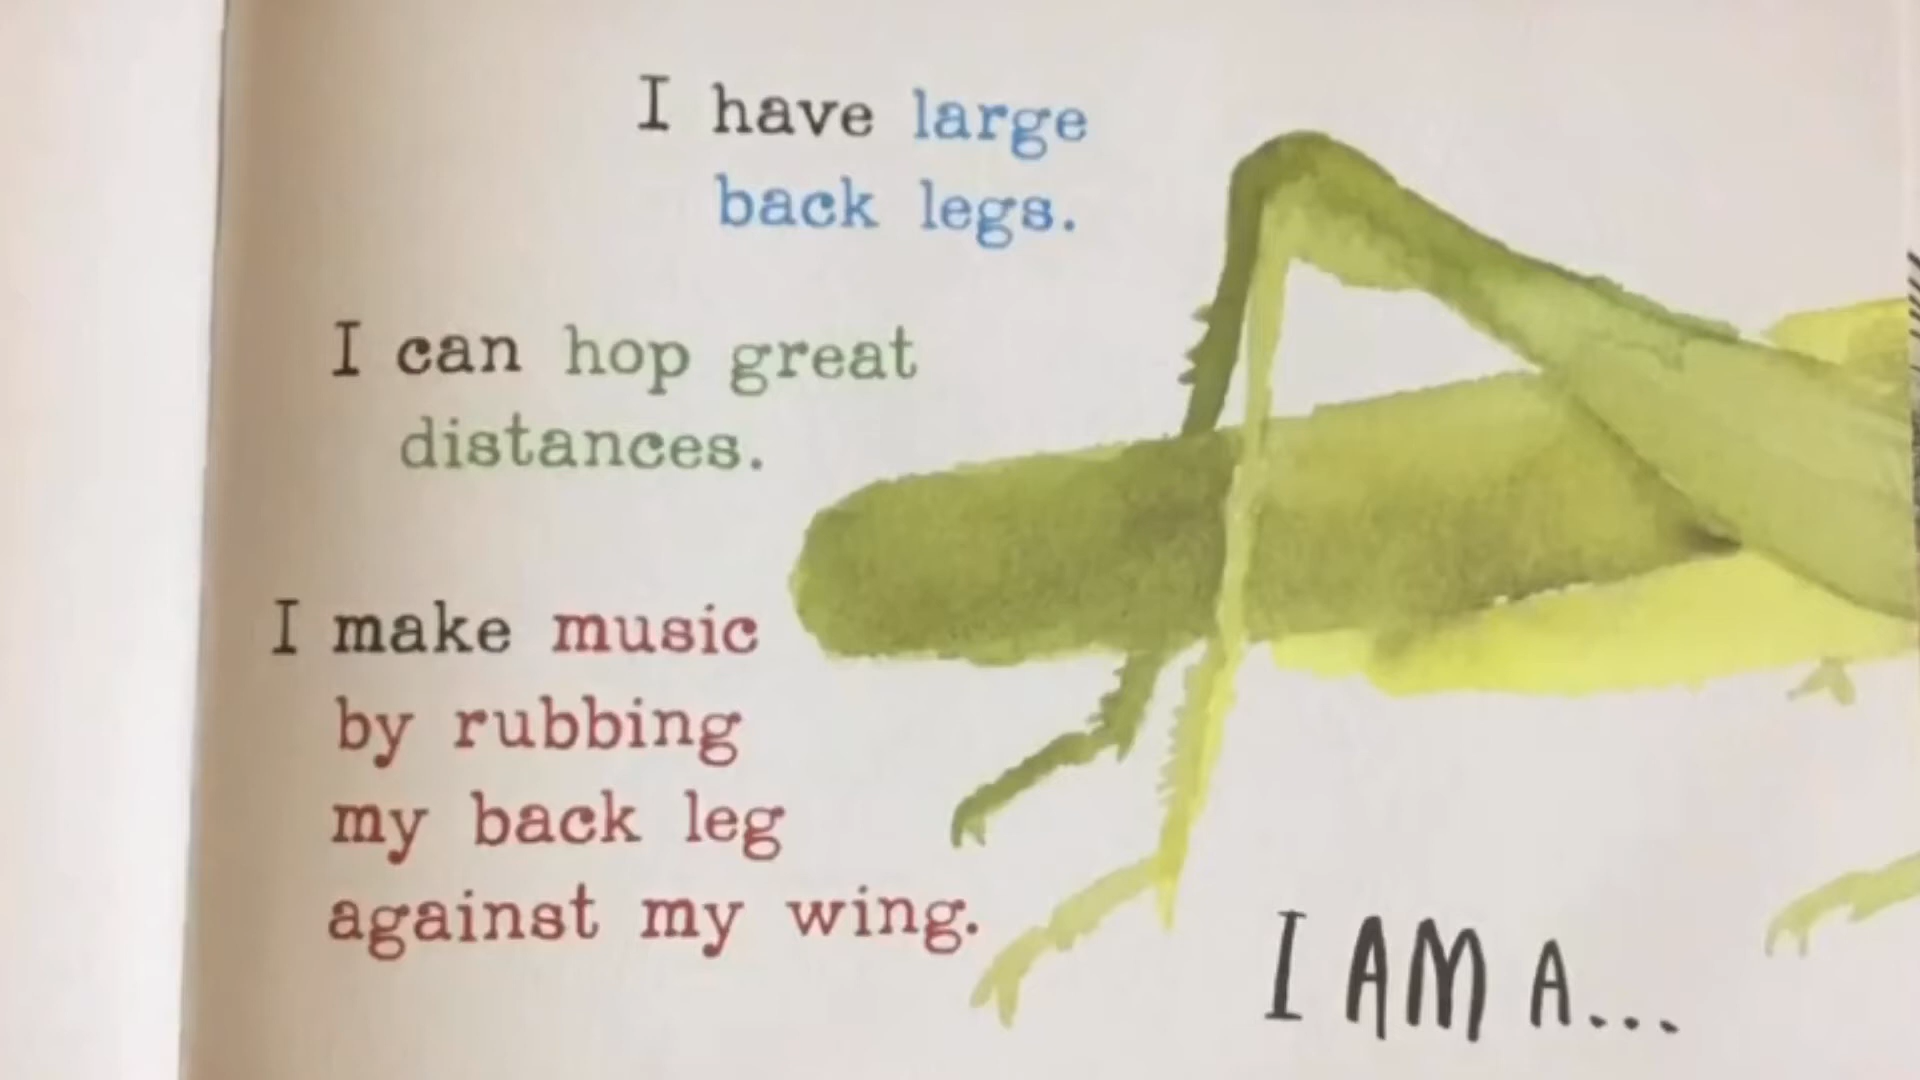 I have large
back legs.
I can hop great
distances.
I make music
by rubbing
my back leg
against my wing.
I AM A...